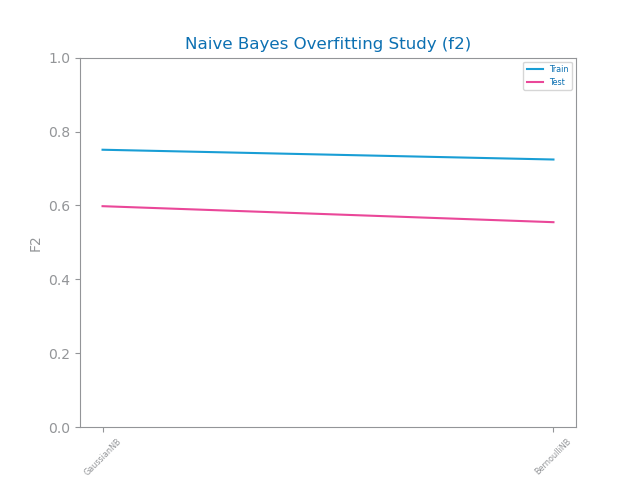 Naive Bayes Overfitting Study (f2)
1.0
Train
Test
0.8
0.6
F2
0.4
0.2
0.0
GaussianNB
BernoulliNB